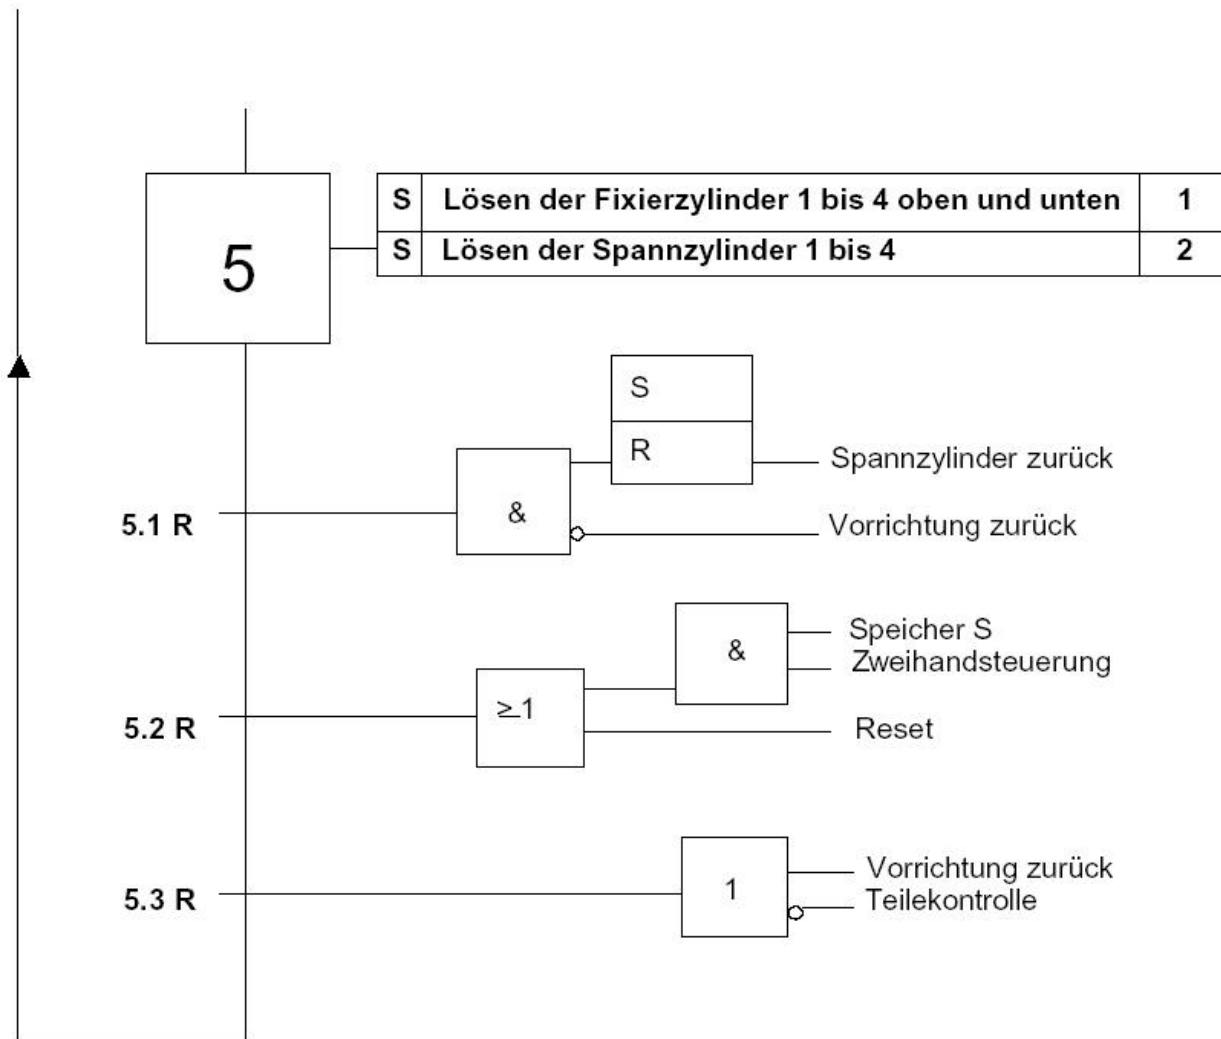 S Lösen der Fixierzylinder 1 bis 4 oben und unten 1
5
S Lösen der Spannzylinder 1 bis 4 2
S
R
Spannzylinder zurück
5.1 R
&
Vorrichtung zurück
Speicher S
&
Zweihandsteuerung
≥ 1
5.2 R
Reset
Vorrichtung zurück
5.3 R
1
Teilekontrolle